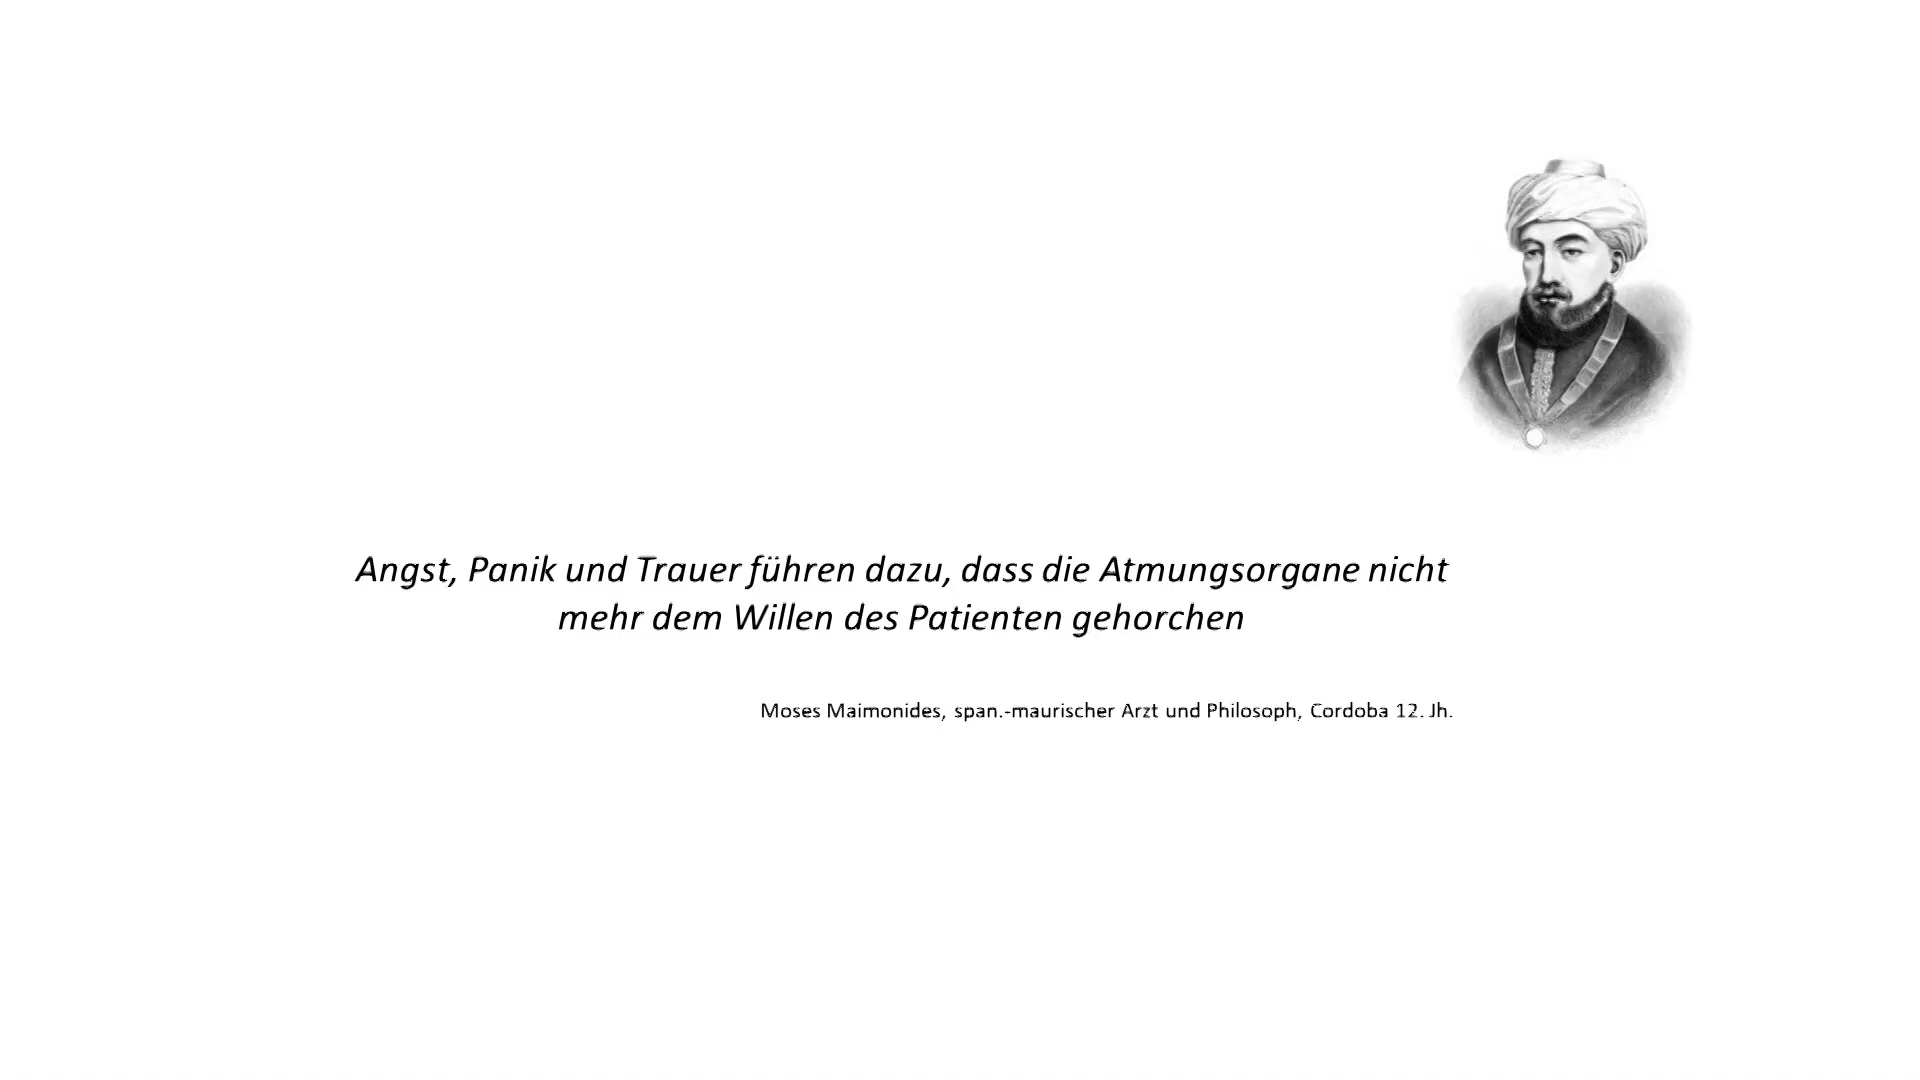 Angst, Panik und Trauer führen dazu, dass die Atmungsorgane nicht
mehr dem Willen des Patienten gehorchen
Moses Maimonides, span.-maurischer Arzt und Philosoph, Cordoba 12. Jh.